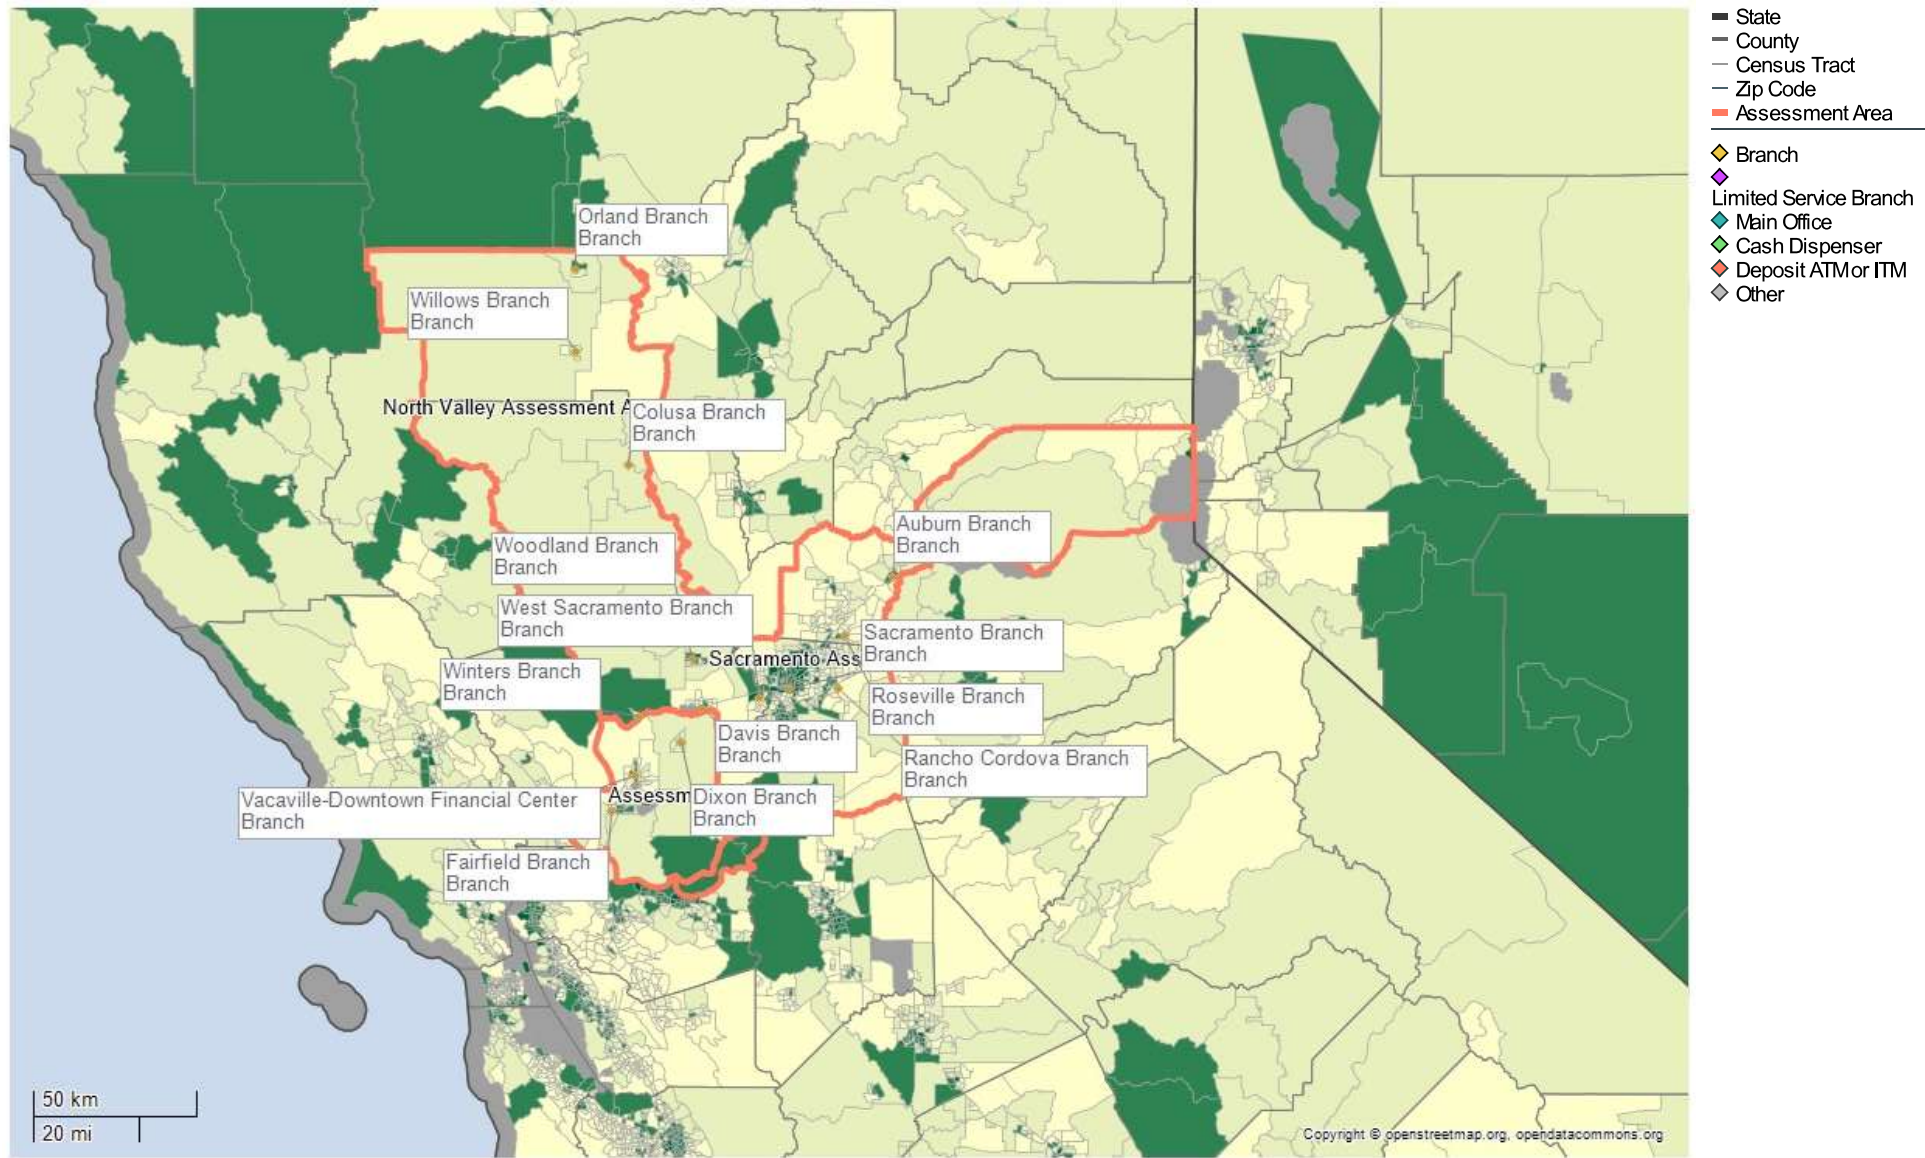 Orland Branch
Branch
Willows Branch
Branch
North Valley Assessment A
Colusa Branch
Branch
Auburn Branch
Branch
Woodland Branch
Branch
West Sacramento Branch
Branch
Sacramento Branch
Branch
Sacramento Ass
Winters Branch
Branch
Roseville Branch
Branch
Davis Branch
Branch
Rancho Cordova Branch
Branch
Vacaville-Downtown Financial Center
Branch
Assessm
Dixon Branch
Branch
Fairfield Branch
Branch
50 km
20 mi
Copyright © openstreetmap.org, opendatacommons.org
State
County
Census Tract
Zip Code
Assessment Area
Branch
Limited Service Branch
Main Office
Cash Dispenser
Deposit ATM or ITM
Other